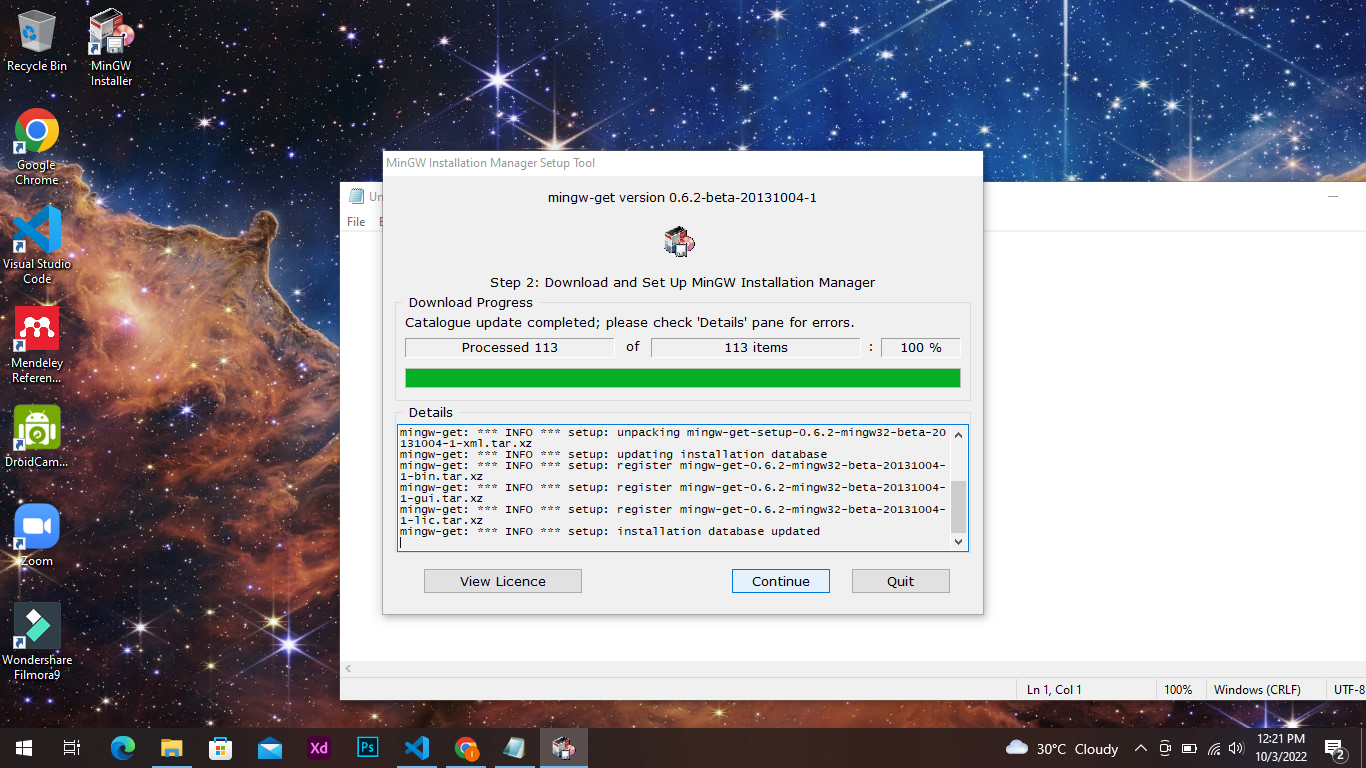 Recycle Bin
MinGW
Installer
Google
Chrome
Visual Studio
Code
Mendeley
Referen...
DroidCam...
Zoom
Wondershare
Filmora9
MinGW Installation Manager Setup Tool
mingw-get version 0.6.2-beta-20131004-1
Step 2: Download and Set Up MinGW Installation Manager
Download Progress
Catalogue update completed; please check 'Details' pane for errors.
Processed 113 of 113 items : 100 %
Details
mingw-get: *** INFO *** setup: unpacking mingw-get-setup-0.6.2-mingw32-beta-20
131004-1-xml.tar.xz
mingw-get: *** INFO *** setup: updating installation database
mingw-get: *** INFO *** setup: register mingw-get-0.6.2-mingw32-beta-20131004-
1-bin.tar.xz
mingw-get: *** INFO *** setup: register mingw-get-0.6.2-mingw32-beta-20131004-
1-gui.tar.xz
mingw-get: *** INFO *** setup: register mingw-get-0.6.2-mingw32-beta-20131004-
1-lic.tar.xz
mingw-get: *** INFO *** setup: installation database updated
View Licence Continue Quit
Un
File E
Ln 1, Col 1 100% Windows (CRLF) UTF-8
Xd Ps
30°C Cloudy
12:21 PM
10/3/2022
2